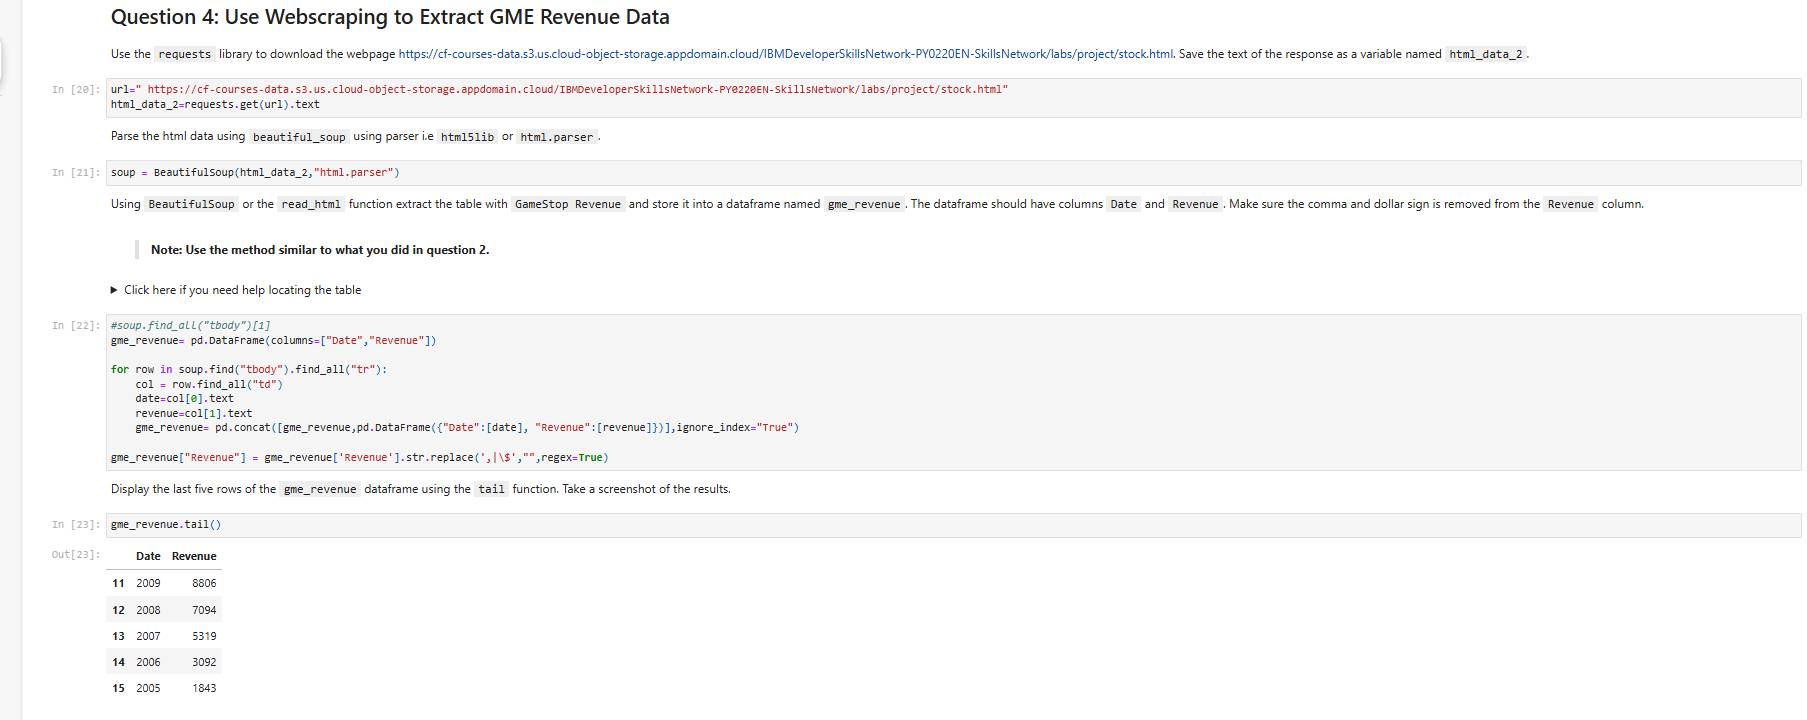 Question 4: Use Webscraping to Extract GME Revenue Data
Use the requests library to download the webpage https://cf-courses-data.s3.us.cloud-object-storage.appdomain.cloud/IBMDeveloperSkillsNetwork-PY0220EN-SkillsNetwork/labs/project/stock.html. Save the text of the response as a variable named html_data_2.
In [20]: url=" https://cf-courses-data.s3.us.cloud-object-storage.appdomain.cloud/IBMDeveloperSkillsNetwork-PY0220EN-SkillsNetwork/labs/project/stock.html"
html_data_2=requests.get(url).text
Parse the html data using beautiful_soup using parser i.e html5lib or html.parser.
In [21]: soup = BeautifulSoup(html_data_2,"html.parser")
Using BeautifulSoup or the read_html function extract the table with GameStop Revenue and store it into a dataframe named gme_revenue. The dataframe should have columns Date and Revenue. Make sure the comma and dollar sign is removed from the Revenue column.
Note: Use the method similar to what you did in question 2.
▶ Click here if you need help locating the table
In [22]: #soup.find_all("tbody")[1]
gme_revenue= pd.DataFrame(columns=["Date","Revenue"])
for row in soup.find("tbody").find_all("tr"):
    col = row.find_all("td")
    date=col[0].text
    revenue=col[1].text
    gme_revenue= pd.concat([gme_revenue,pd.DataFrame({"Date":[date], "Revenue":[revenue]})],ignore_index="True")
gme_revenue["Revenue"] = gme_revenue['Revenue'].str.replace(',|\$',"",regex=True)
Display the last five rows of the gme_revenue dataframe using the tail function. Take a screenshot of the results.
In [23]: gme_revenue.tail()
Out[23]: Date Revenue
11 2009 8806
12 2008 7094
13 2007 5319
14 2006 3092
15 2005 1843